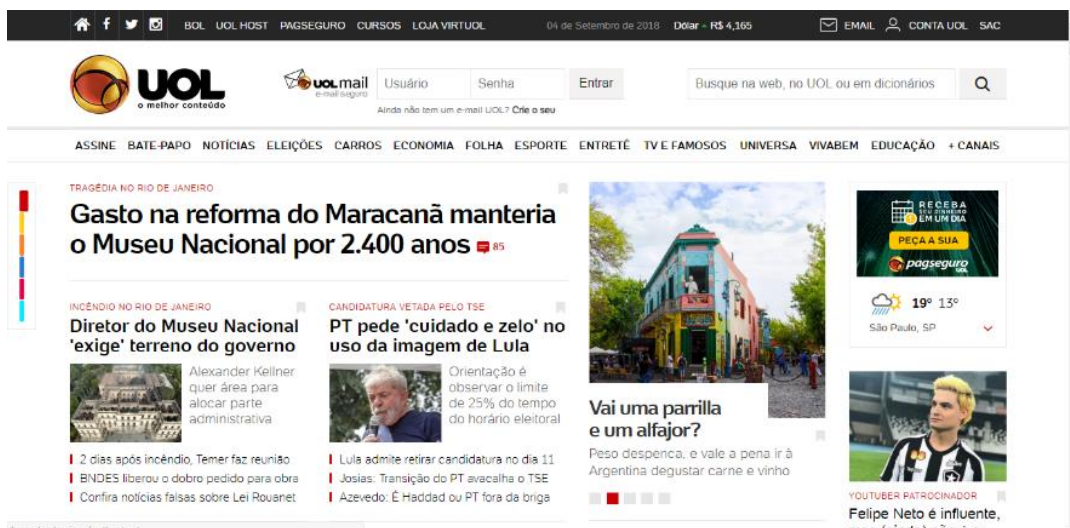 BOL UOL HOST PAGSEGURO CURSOS LOJA VIRTUOL 04 de Setembro de 2018 Dólar R$ 4,165 EMAIL CONTA UOL SAC
UOL
o melhor conteúdo
UOL mail
e-mail seguro
Usuário Senha Entrar
Ainda não tem um e-mail UOL? Crie o seu
Busque na web, no UOL ou em dicionários
ASSINE BATE-PAPO NOTÍCIAS ELEIÇÕES CARROS ECONOMIA FOLHA ESPORTE ENTRETÊ TV E FAMOSOS UNIVERSA VIVABEM EDUCAÇÃO + CANAIS
TRAGÉDIA NO RIO DE JANEIRO
Gasto na reforma do Maracanã manteria
o Museu Nacional por 2.400 anos 85
INCÊNDIO NO RIO DE JANEIRO
Diretor do Museu Nacional
'exige' terreno do governo
Alexander Kellner
quer área para
alocar parte
administrativa
2 dias após incêndio, Temer faz reunião
BNDES liberou o dobro pedido para obra
Confira notícias falsas sobre Lei Rouanet
CANDIDATURA VETADA PELO TSE
PT pede 'cuidado e zelo' no
uso da imagem de Lula
Orientação é
observar o limite
de 25% do tempo
do horário eleitoral
Lula admite retirar candidatura no dia 11
Josias: Transição do PT avacalha o TSE
Azevedo: É Haddad ou PT fora da briga
Vai uma parrilla
e um alfajor?
Peso despenca, e vale a pena ir à
Argentina degustar carne e vinho
RECEBA
SEU DINHEIRO
EM UM DIA
PEÇA A SUA
pagseguro
UOL
19° 13°
São Paulo, SP
YOUTUBER PATROCINADOR
Felipe Neto é influente,